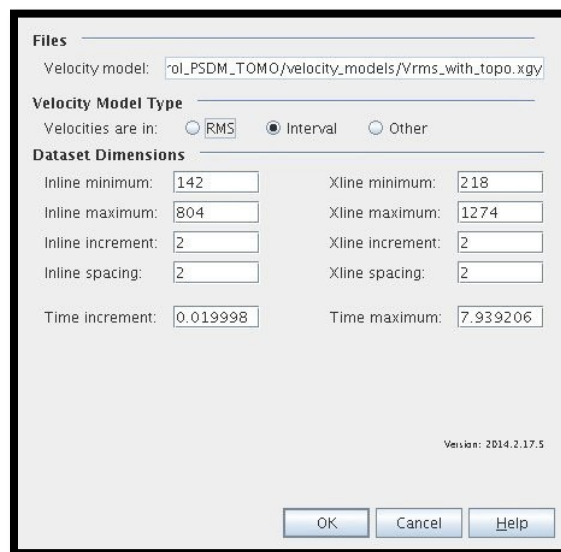 Files
Velocity model: rol_PSDM_TOMO/velocity_models/Vrms_with_topo.xgy
Velocity Model Type
Velocities are in: RMS Interval Other
Dataset Dimensions
Inline minimum: 142 Xline minimum: 218
Inline maximum: 804 Xline maximum: 1274
Inline increment: 2 Xline increment: 2
Inline spacing: 2 Xline spacing: 2
Time increment: 0.019998 Time maximum: 7.939206
Version: 2014.2.17.5
OK Cancel Help